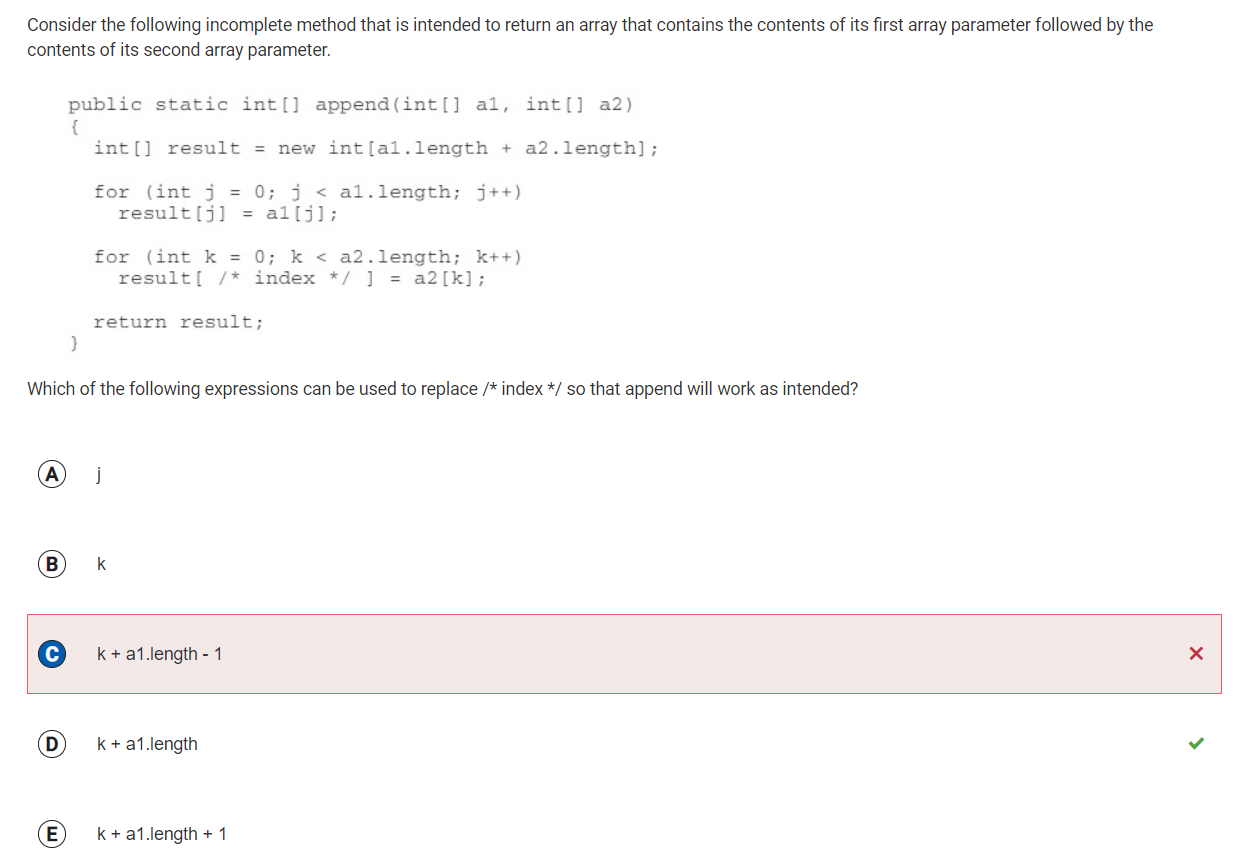 Consider the following incomplete method that is intended to return an array that contains the contents of its first array parameter followed by the
contents of its second array parameter.
public static int[] append(int[] a1, int[] a2)
{
int[] result = new int[a1.length + a2.length];
for (int j = 0; j < a1.length; j++)
result[j] = a1[j];
for (int k = 0; k < a2.length; k++)
result[ /* index */ ] = a2[k];
return result;
}
Which of the following expressions can be used to replace /* index */ so that append will work as intended?
A j
B k
C k + a1.length - 1
D k + a1.length
E k + a1.length + 1